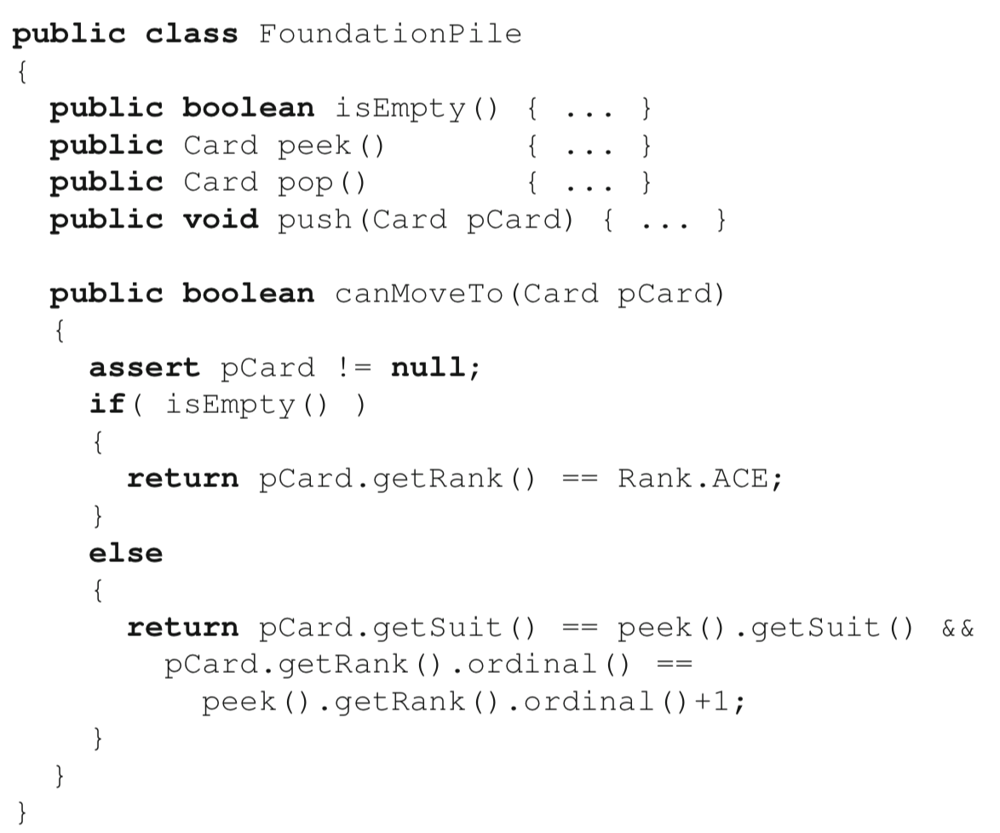 public class FoundationPile
{
  public boolean isEmpty() { ... }
  public Card peek()       { ... }
  public Card pop()        { ... }
  public void push(Card pCard) { ... }

  public boolean canMoveTo(Card pCard)
  {
    assert pCard != null;
    if( isEmpty() )
    {
      return pCard.getRank() == Rank.ACE;
    }
    else
    {
      return pCard.getSuit() == peek().getSuit() &&
        pCard.getRank().ordinal() ==
          peek().getRank().ordinal()+1;
    }
  }
}